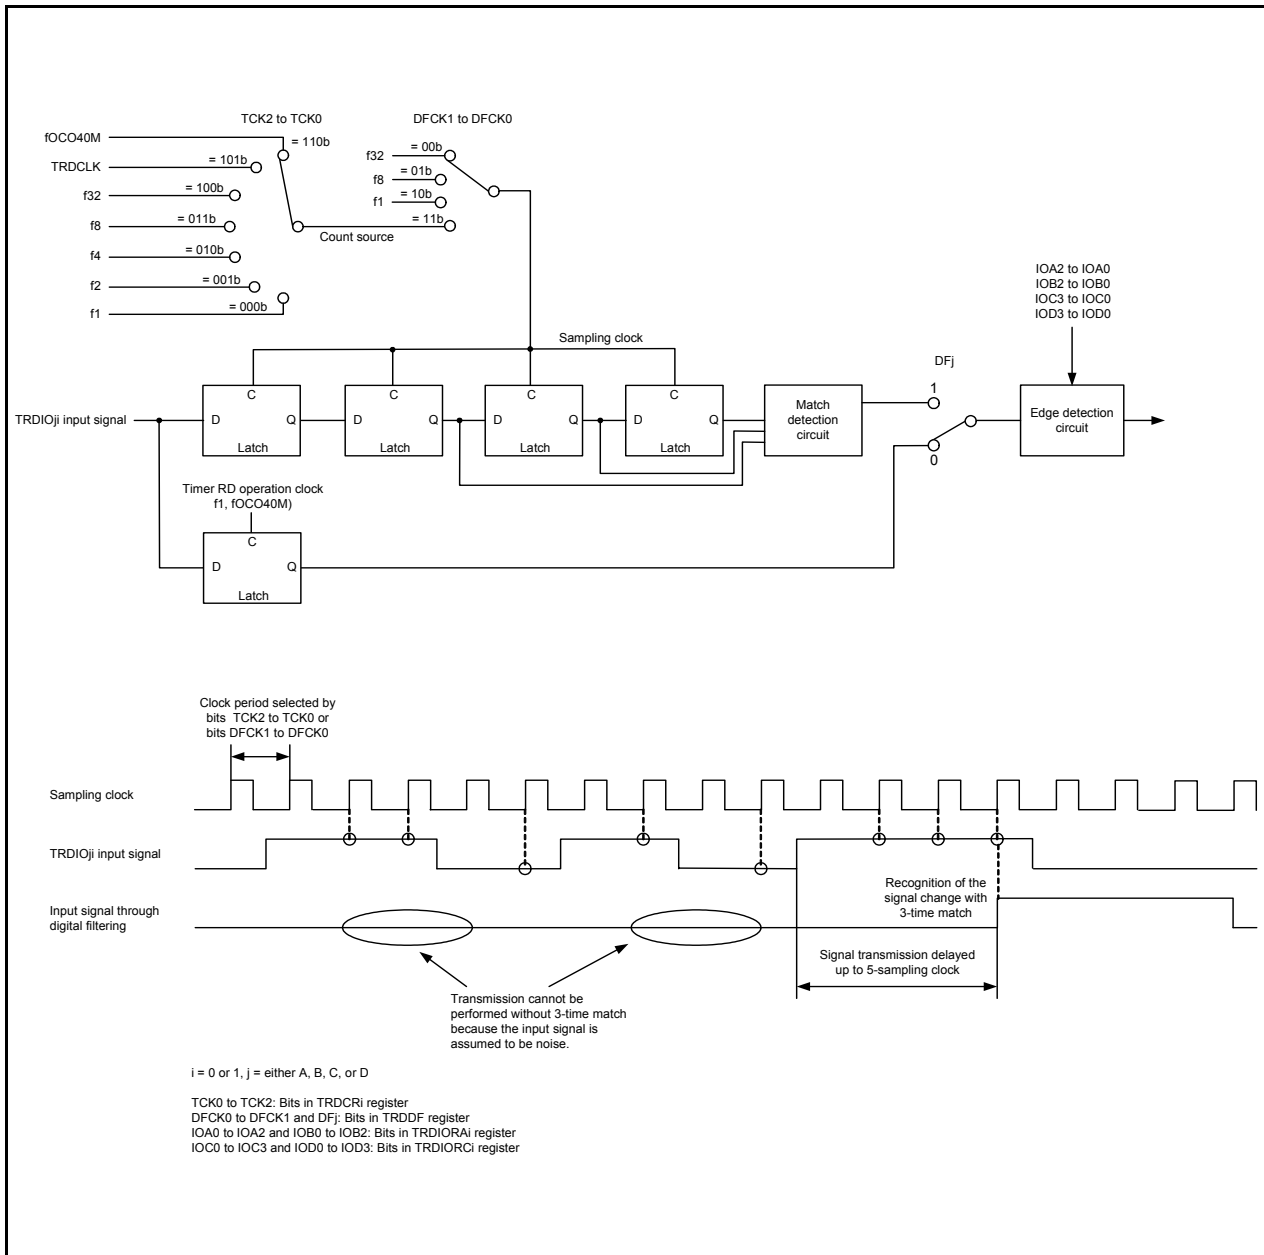 TCK2 to TCK0
DFCK1 to DFCK0
fOCO40M
= 110b
TRDCLK
= 101b
f32
= 100b
f8
= 011b
f4
= 010b
f2
= 001b
f1
= 000b
Count source
f32
= 00b
f8
= 01b
f1
= 10b
= 11b
IOA2 to IOA0
IOB2 to IOB0
IOC3 to IOC0
IOD3 to IOD0
Sampling clock
DFj
TRDIOji input signal
C
D
Q
Latch
C
D
Q
Latch
C
D
Q
Latch
C
D
Q
Latch
Match
detection
circuit
1
0
Edge detection
circuit
Timer RD operation clock
f1, fOCO40M)
C
D
Q
Latch
Clock period selected by
bits TCK2 to TCK0 or
bits DFCK1 to DFCK0
Sampling clock
TRDIOji input signal
Input signal through
digital filtering
Recognition of the
signal change with
3-time match
Signal transmission delayed
up to 5-sampling clock
Transmission cannot be
performed without 3-time match
because the input signal is
assumed to be noise.
i = 0 or 1, j = either A, B, C, or D
TCK0 to TCK2: Bits in TRDCRi register
DFCK0 to DFCK1 and DFj: Bits in TRDDF register
IOA0 to IOA2 and IOB0 to IOB2: Bits in TRDIORAi register
IOC0 to IOC3 and IOD0 to IOD3: Bits in TRDIORCi register